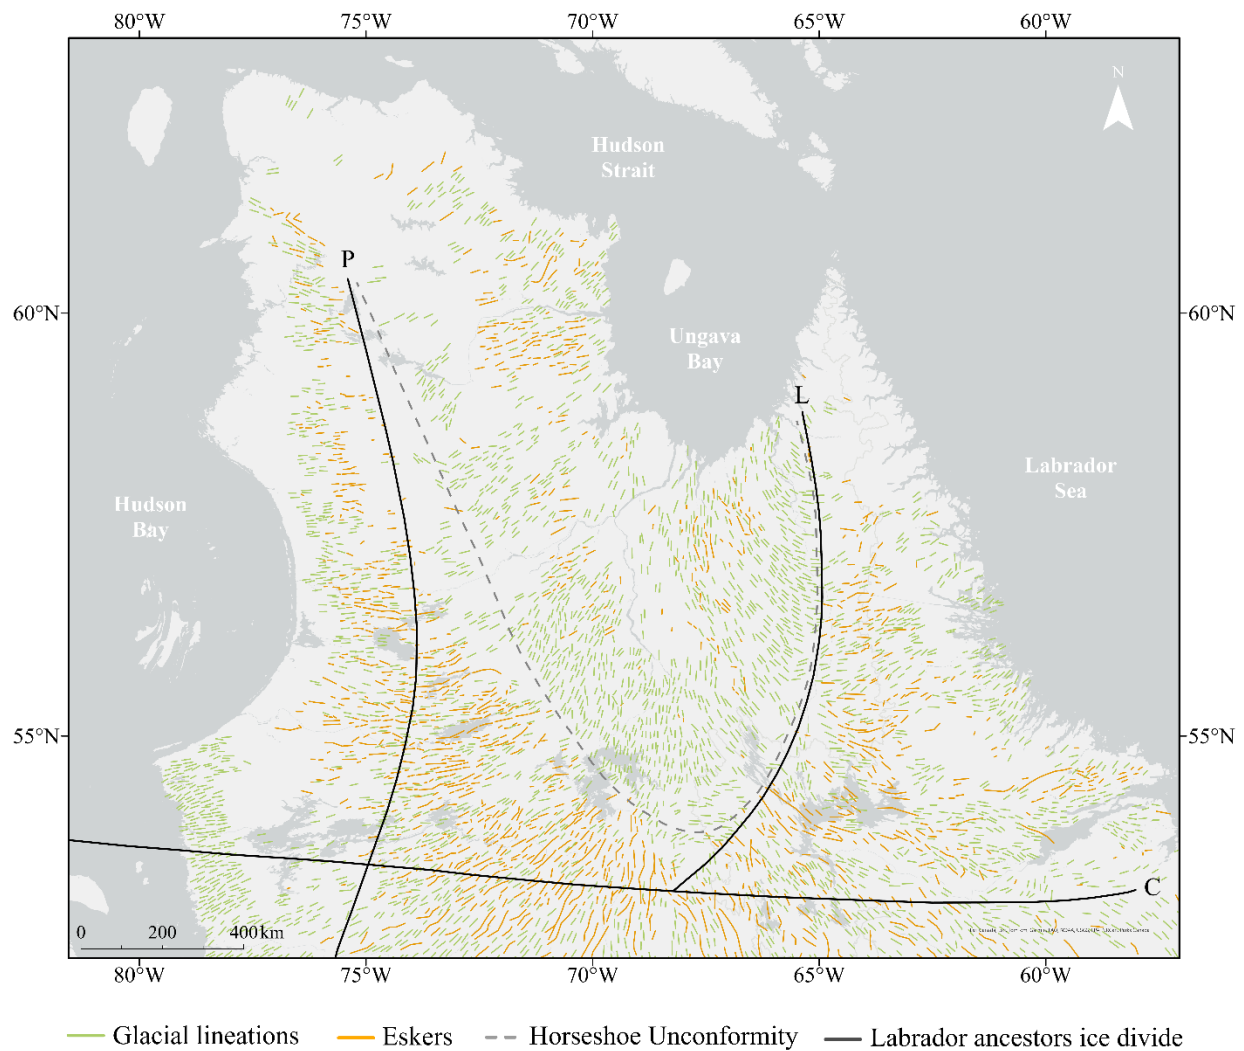 80°W 75°W 70°W 65°W 60°W
N
Hudson
Strait
P
60°N 60°N
Ungava
Bay
L
Labrador
Sea
Hudson
Bay
55°N 55°N
C
0 200 400 km
80°W 75°W 70°W 65°W 60°W
Glacial lineations Eskers Horseshoe Unconformity Labrador ancestors ice divide